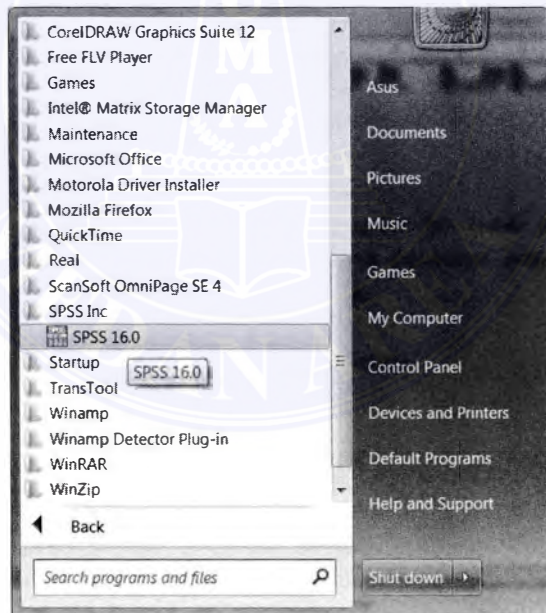 CorelDRAW Graphics Suite 12
Free FLV Player
Games
Intel® Matrix Storage Manager
Maintenance
Microsoft Office
Motorola Driver Installer
Mozilla Firefox
QuickTime
Real
ScanSoft OmniPage SE 4
SPSS Inc
SPSS 16.0
Startup
SPSS 16.0
TransTool
Winamp
Winamp Detector Plug-in
WinRAR
WinZip
Back
Search programs and files
Asus
Documents
Pictures
Music
Games
My Computer
Control Panel
Devices and Printers
Default Programs
Help and Support
Shut down